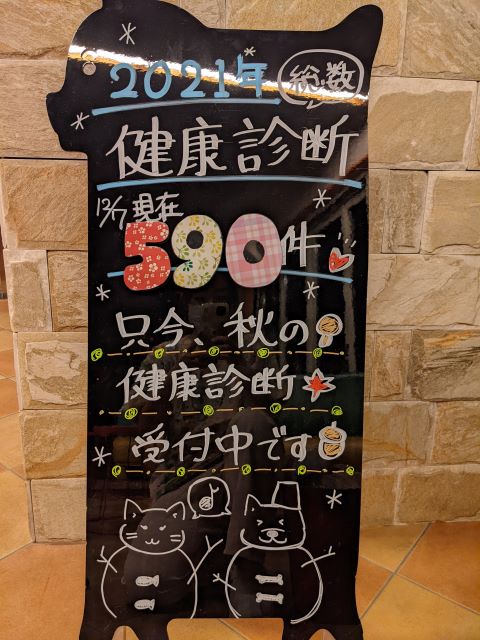 2021年 総数
健康診断
12/7 現在
590件
只今、秋の
健康診断
受付中です